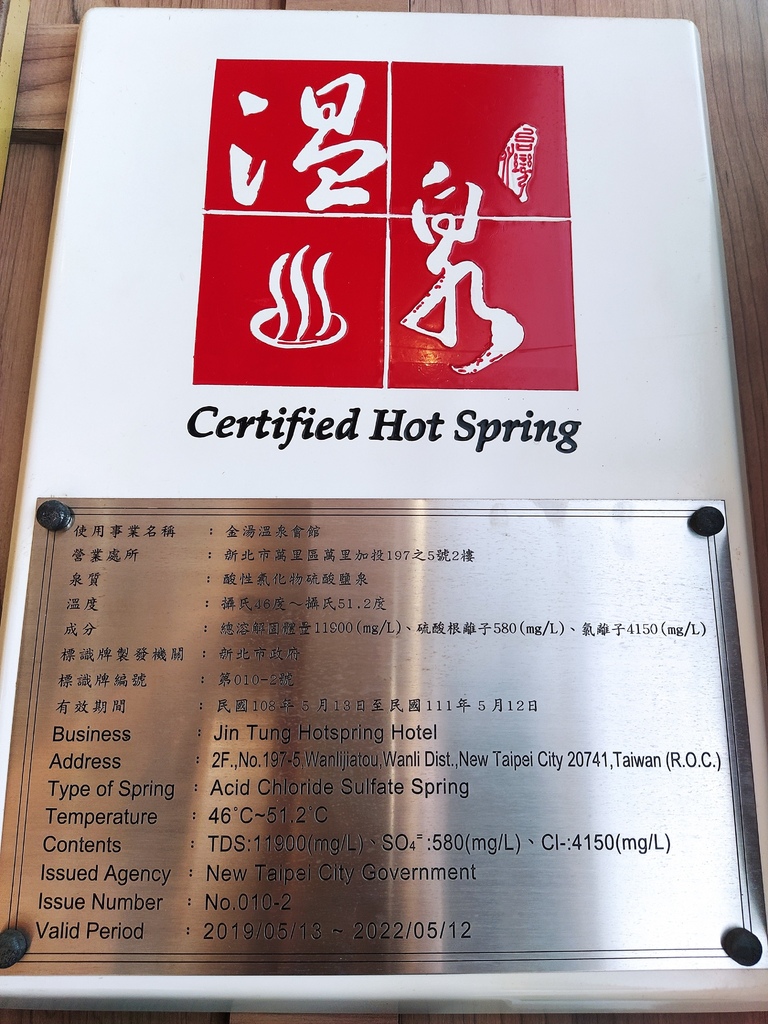 溫泉
台灣
Certified Hot Spring
使用事業名稱 : 金湯溫泉會館
營業處所 : 新北市萬里區萬里加投197之5號2樓
泉質 : 酸性氯化物硫酸鹽泉
溫度 : 攝氏46度～攝氏51.2度
成分 : 總溶解固體量11900(mg/L)、硫酸根離子580(mg/L)、氯離子4150(mg/L)
標識牌製發機關 : 新北市政府
標識牌編號 : 第010-2號
有效期間 : 民國108年5月13日至民國111年5月12日
Business : Jin Tung Hotspring Hotel
Address : 2F.,No.197-5,Wanlijiatou,Wanli Dist.,New Taipei City 20741,Taiwan (R.O.C.)
Type of Spring : Acid Chloride Sulfate Spring
Temperature : 46°C~51.2°C
Contents : TDS:11900(mg/L)、SO₄⁼:580(mg/L)、Cl-:4150(mg/L)
Issued Agency : New Taipei City Government
Issue Number : No.010-2
Valid Period : 2019/05/13 ~ 2022/05/12